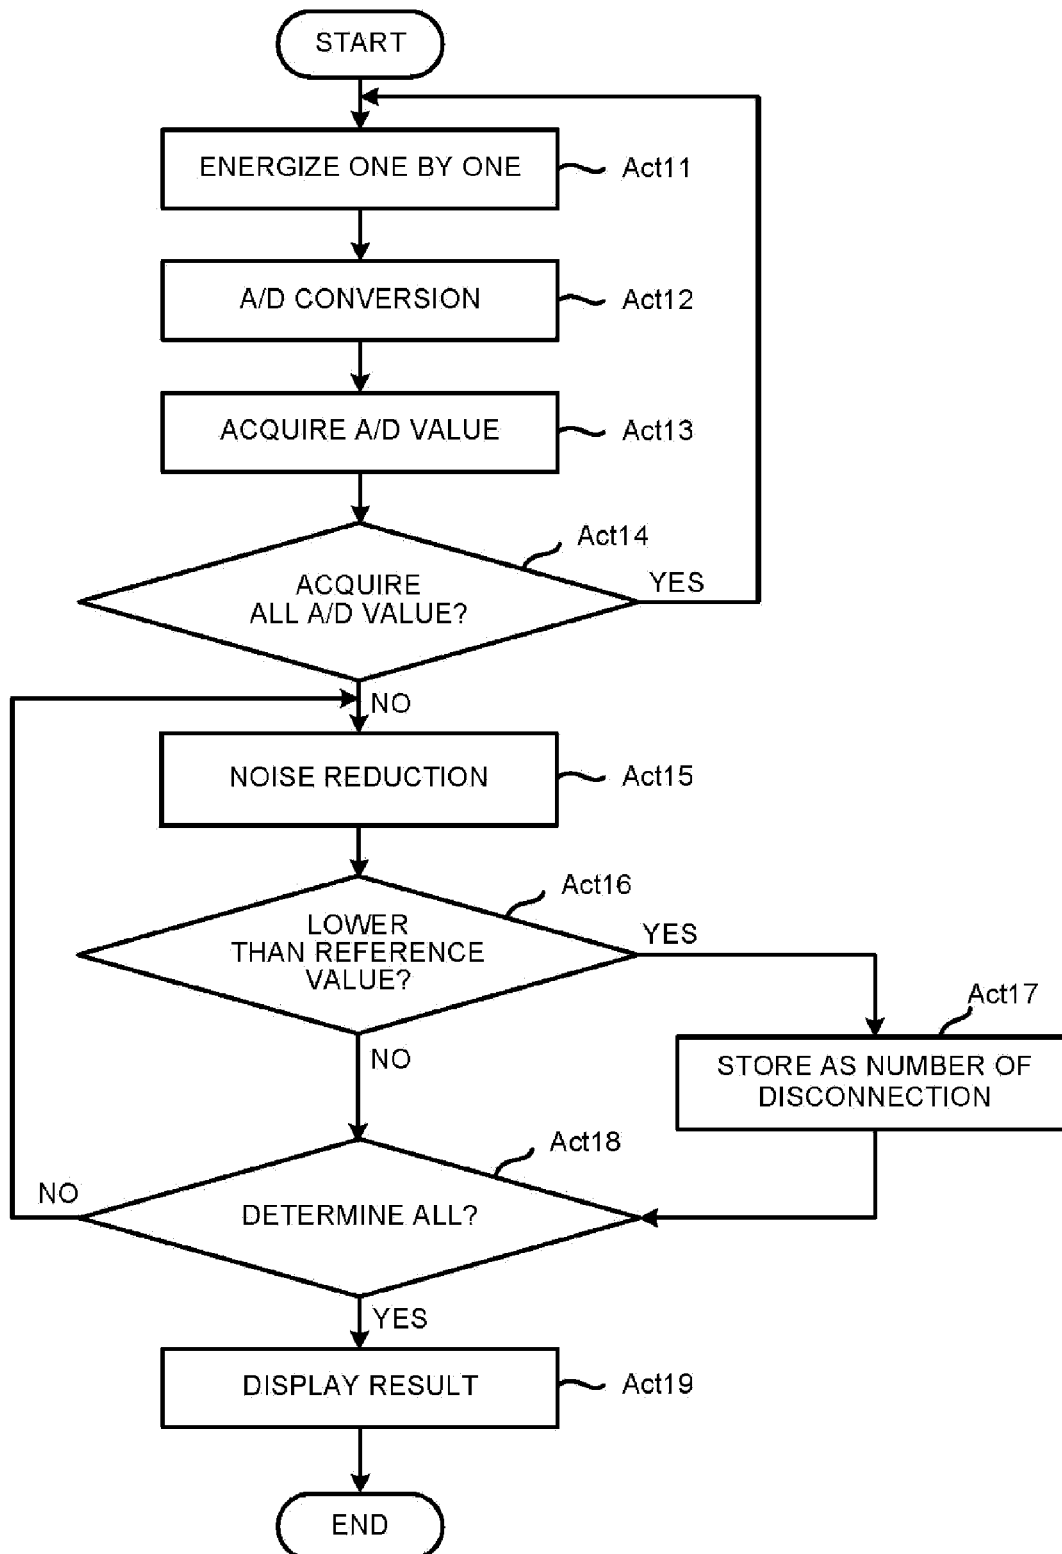 START
ENERGIZE ONE BY ONE
Act11
A/D CONVERSION
Act12
ACQUIRE A/D VALUE
Act13
Act14
ACQUIRE
ALL A/D VALUE?
YES
NO
NOISE REDUCTION
Act15
Act16
LOWER
THAN REFERENCE
VALUE?
YES
NO
Act17
STORE AS NUMBER OF
DISCONNECTION
Act18
DETERMINE ALL?
NO
YES
DISPLAY RESULT
Act19
END